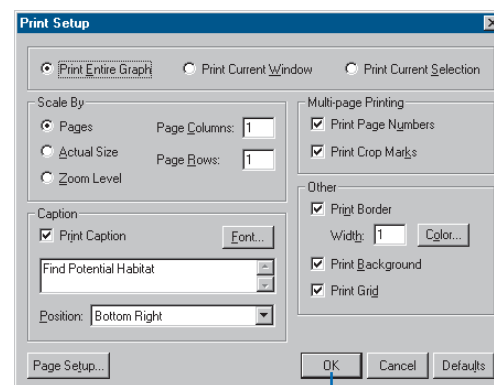 Print Setup
Print Entire Graph Print Current Window Print Current Selection
Scale By
Pages Page Columns: 1
Actual Size Page Rows: 1
Zoom Level
Multi-page Printing
Print Page Numbers
Print Crop Marks
Caption
Print Caption Font...
Find Potential Habitat
Position: Bottom Right
Other
Print Border
Width: 1 Color...
Print Background
Print Grid
Page Setup... OK Cancel Defaults